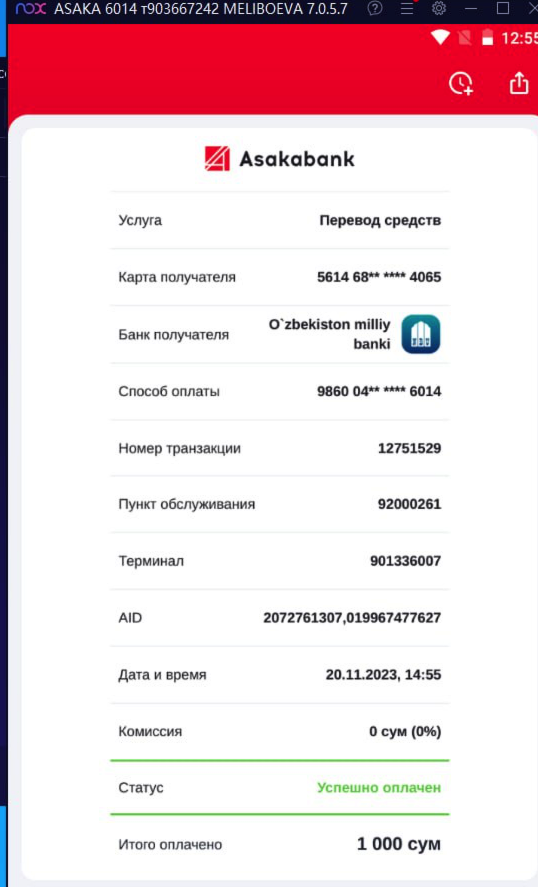 nox ASAKA 6014 т903667242 MELIBOEVA 7.0.5.7
12:55
Asakabank
Услуга Перевод средств
Карта получателя 5614 68** **** 4065
Банк получателя O`zbekiston milliy
banki
Способ оплаты 9860 04** **** 6014
Номер транзакции 12751529
Пункт обслуживания 92000261
Терминал 901336007
AID 2072761307,019967477627
Дата и время 20.11.2023, 14:55
Комиссия 0 сум (0%)
Статус Успешно оплачен
Итого оплачено 1 000 сум